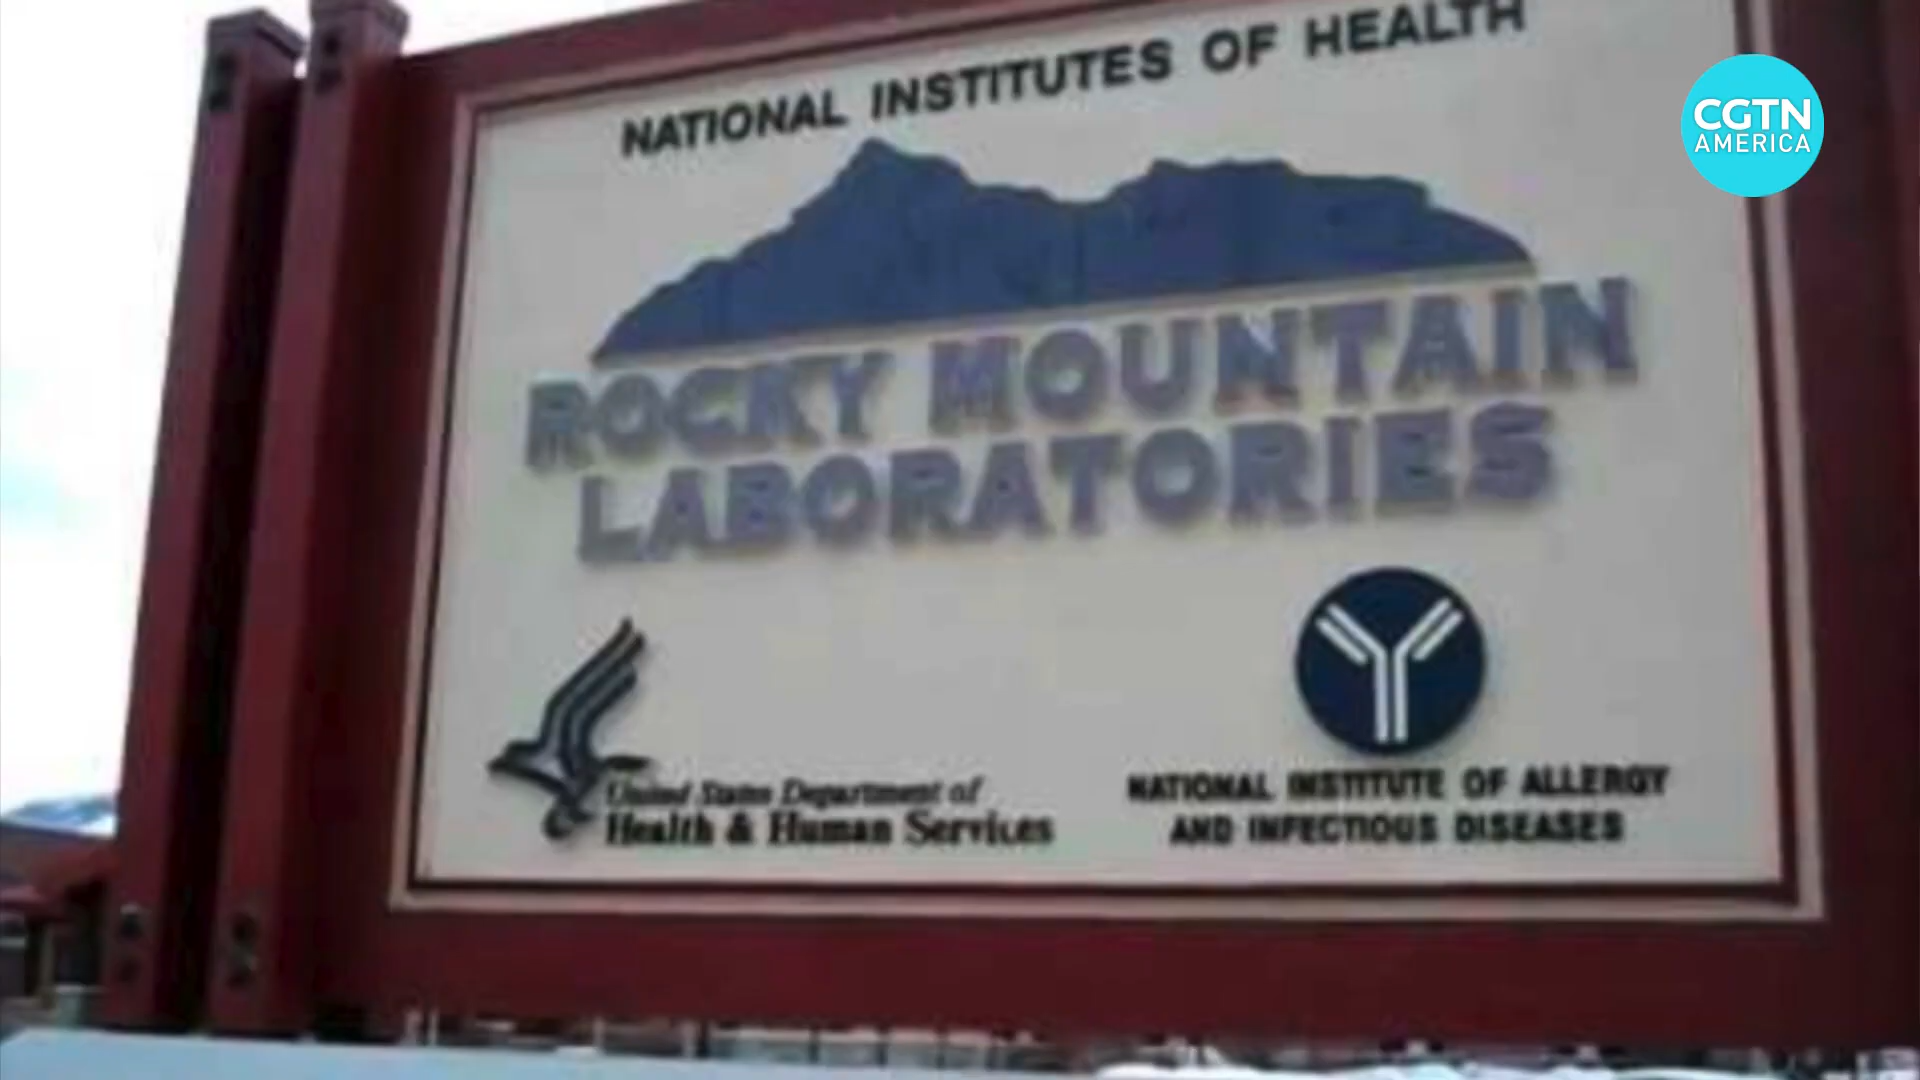 NATIONAL INSTITUTES OF HEALTH
CGTN
AMERICA
ROCKY MOUNTAIN
LABORATORIES
United States Department of
Health & Human Services
NATIONAL INSTITUTE OF ALLERGY
AND INFECTIOUS DISEASES